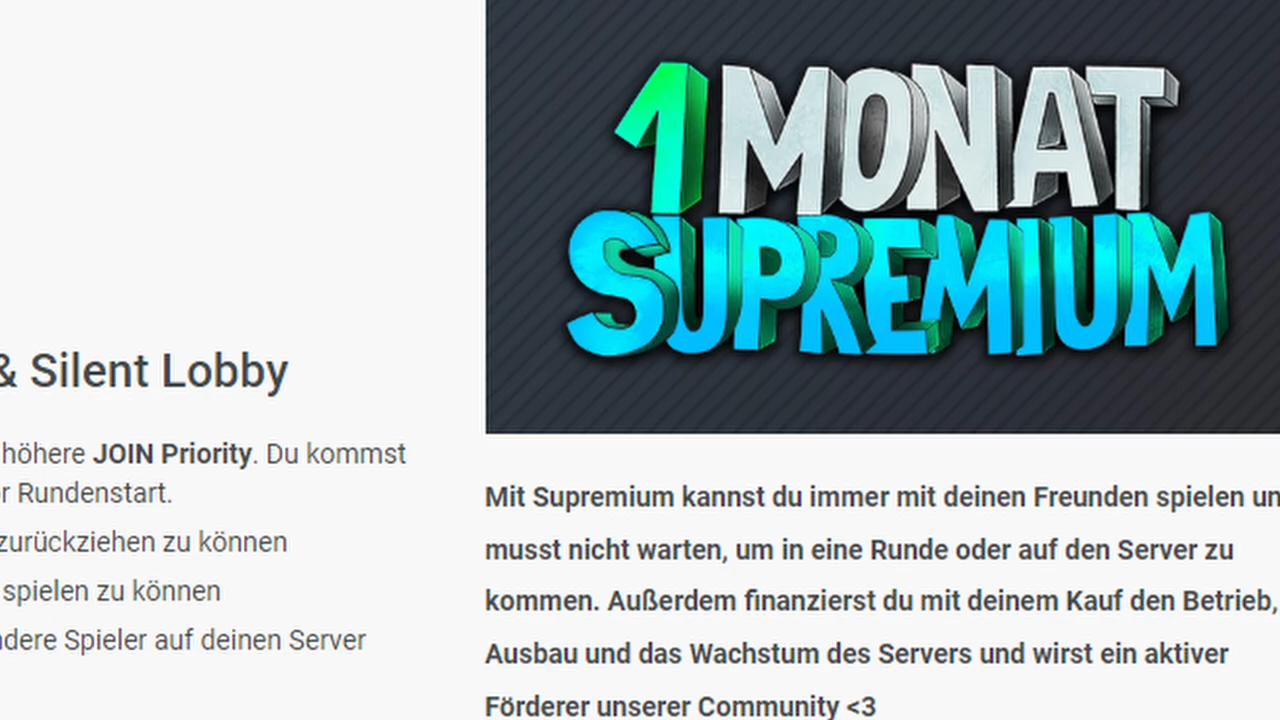 & Silent Lobby
höhere JOIN Priority. Du kommst
Rundenstart.
zurückziehen zu können
spielen zu können
Spieler auf deinen Server
1 MONAT
SUPREMIUM
Mit Supremium kannst du immer mit deinen Freunden spielen
musst nicht warten, um in eine Runde oder auf den Server zu
kommen. Außerdem finanzierst du mit deinem Kauf den Betrieb,
Ausbau und das Wachstum des Servers und wirst ein aktiver
Förderer unserer Community <3